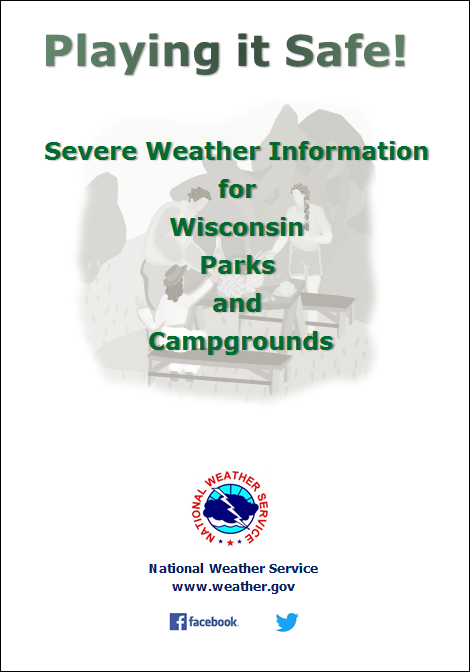 Playing it Safe!
Severe Weather Information
for
Wisconsin
Parks
and
Campgrounds
NATIONAL WEATHER SERVICE
National Weather Service
www.weather.gov
facebook.